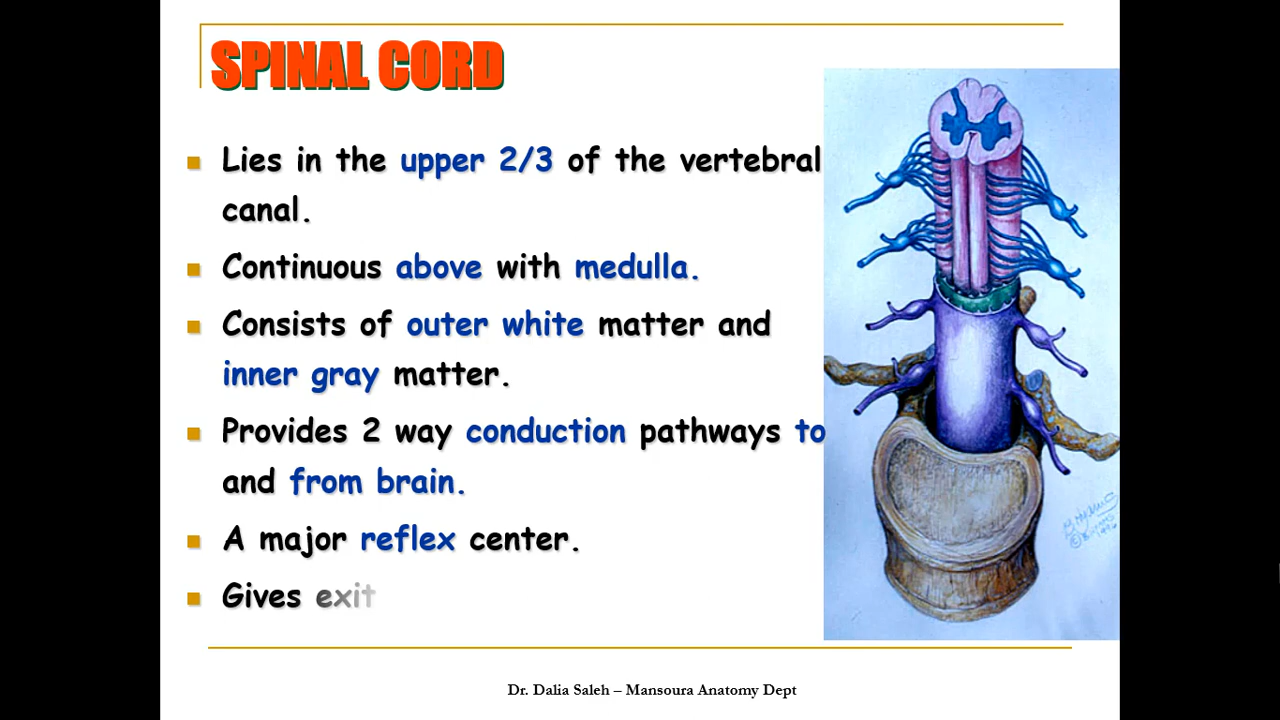 SPINAL CORD
Lies in the upper 2/3 of the vertebral
canal.
Continuous above with medulla.
Consists of outer white matter and
inner gray matter.
Provides 2 way conduction pathways to
and from brain.
A major reflex center.
Gives exit
Dr. Dalia Saleh – Mansoura Anatomy Dept